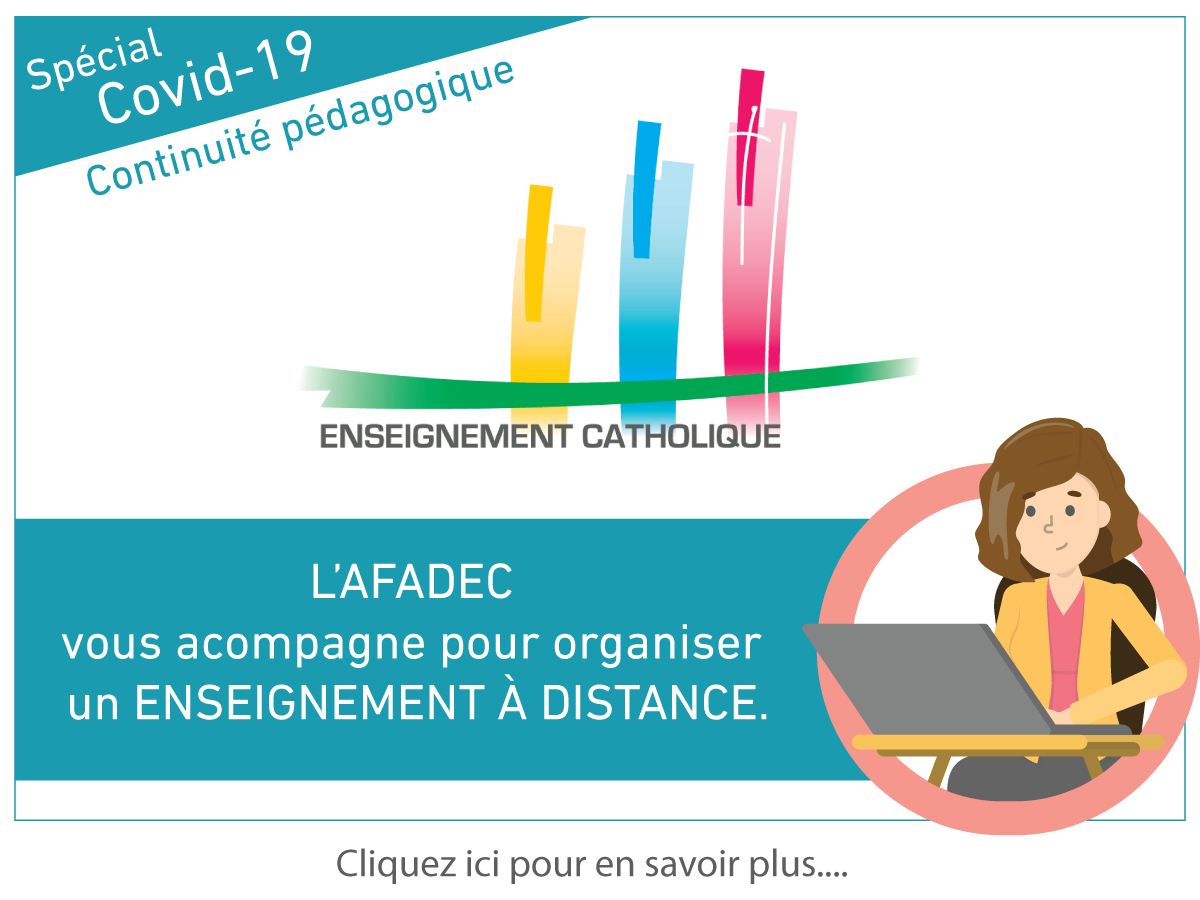 Spécial
Covid-19
Continuité pédagogique
ENSEIGNEMENT CATHOLIQUE
L'AFADEC
vous acompagne pour organiser
un ENSEIGNEMENT À DISTANCE.
Cliquez ici pour en savoir plus....